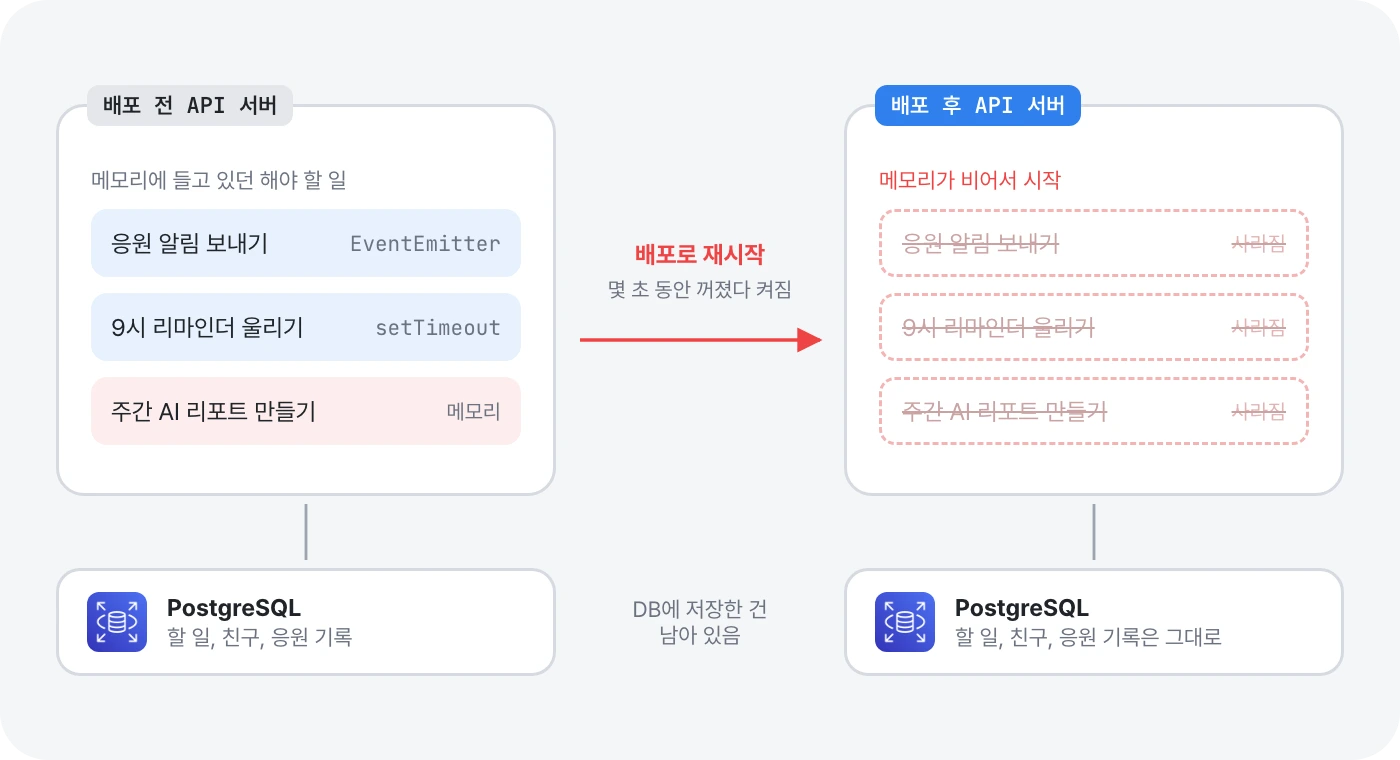 배포 전 API 서버
메모리에 들고 있던 해야 할 일
응원 알림 보내기 EventEmitter
9시 리마인더 울리기 setTimeout
주간 AI 리포트 만들기 메모리
배포로 재시작
몇 초 동안 꺼졌다 켜짐
배포 후 API 서버
메모리가 비어서 시작
응원 알림 보내기 사라짐
9시 리마인더 울리기 사라짐
주간 AI 리포트 만들기 사라짐
PostgreSQL
할 일, 친구, 응원 기록
DB에 저장한 건
남아 있음
PostgreSQL
할 일, 친구, 응원 기록은 그대로